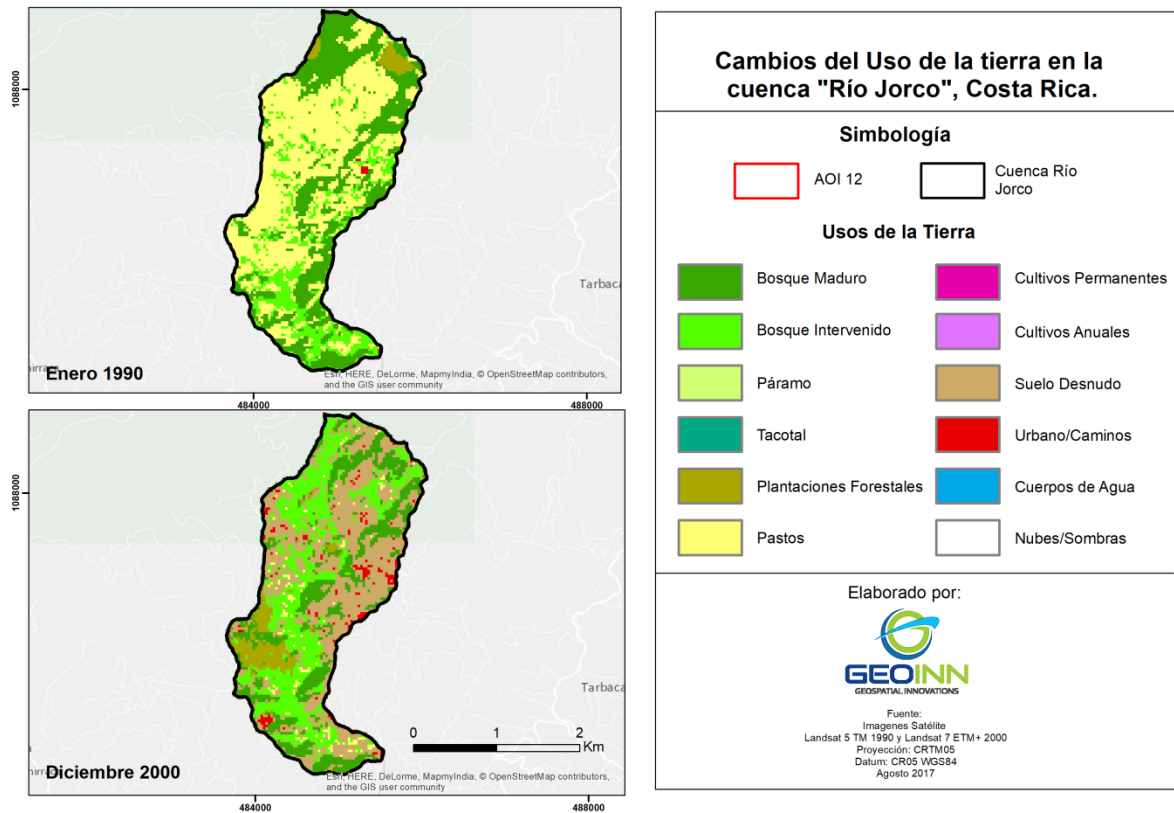 1088000
Tarbaca
Enero 1990
Esri, HERE, DeLorme, MapmyIndia, © OpenStreetMap contributors,
and the GIS user community
484000
488000
1088000
Tarbaca
0 1 2
Km
Diciembre 2000
Esri, HERE, DeLorme, MapmyIndia, © OpenStreetMap contributors,
and the GIS user community
484000
488000
Cambios del Uso de la tierra en la
cuenca "Río Jorco", Costa Rica.
Simbología
AOI 12
Cuenca Río
Jorco
Usos de la Tierra
Bosque Maduro
Cultivos Permanentes
Bosque Intervenido
Cultivos Anuales
Páramo
Suelo Desnudo
Tacotal
Urbano/Caminos
Plantaciones Forestales
Cuerpos de Agua
Pastos
Nubes/Sombras
Elaborado por:
GEOINN
GEOSPATIAL INNOVATIONS
Fuente:
Imagenes Satélite
Landsat 5 TM 1990 y Landsat 7 ETM+ 2000
Proyección: CRTM05
Datum: CR05 WGS84
Agosto 2017